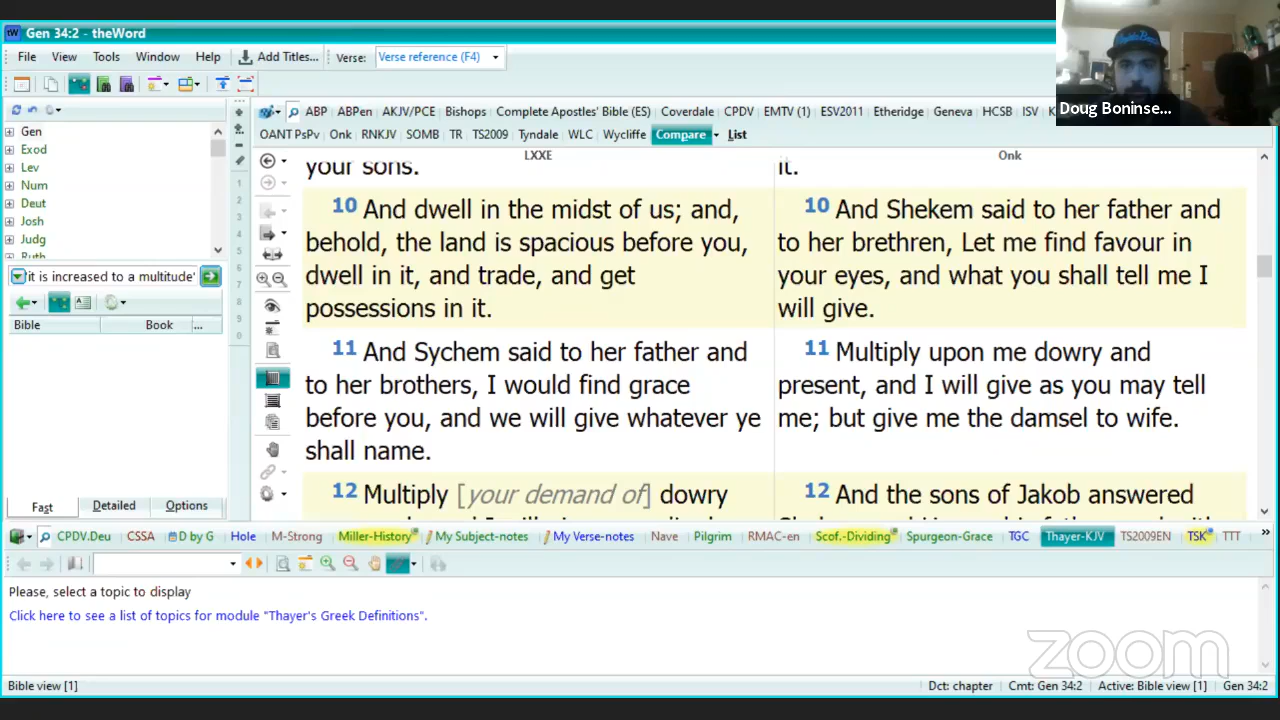 Gen 34:2 - theWord
File View Tools Window Help Add Titles... Verse: Verse reference (F4)
Doug Boninse...
ABP ABPen AKJV/PCE Bishops Complete Apostles' Bible (ES) Coverdale CPDV EMTV (1) ESV2011 Etheridge Geneva HCSB ISV K
OANT PsPv Onk RNKJV SOMB TR TS2009 Tyndale WLC Wycliffe Compare List
Gen
Exod
Lev
Num
Deut
Josh
Judg
Ruth
it is increased to a multitude'
Bible Book ...
Fast Detailed Options
1
2
3
4
5
6
7
8
9
0
LXXE
your sons.
10 And dwell in the midst of us; and,
behold, the land is spacious before you,
dwell in it, and trade, and get
possessions in it.
11 And Sychem said to her father and
to her brothers, I would find grace
before you, and we will give whatever ye
shall name.
12 Multiply [your demand of] dowry
Onk
it.
10 And Shekem said to her father and
to her brethren, Let me find favour in
your eyes, and what you shall tell me I
will give.
11 Multiply upon me dowry and
present, and I will give as you may tell
me; but give me the damsel to wife.
12 And the sons of Jakob answered
CPDV.Deu CSSA D by G Hole M-Strong Miller-History My Subject-notes My Verse-notes Nave Pilgrim RMAC-en Scof.-Dividing Spurgeon-Grace TGC Thayer-KJV TS2009EN TSK TTT
Please, select a topic to display
Click here to see a list of topics for module "Thayer's Greek Definitions".
zoom
Bible view [1] Dct: chapter Cmt: Gen 34:2 Active: Bible view [1] Gen 34:2